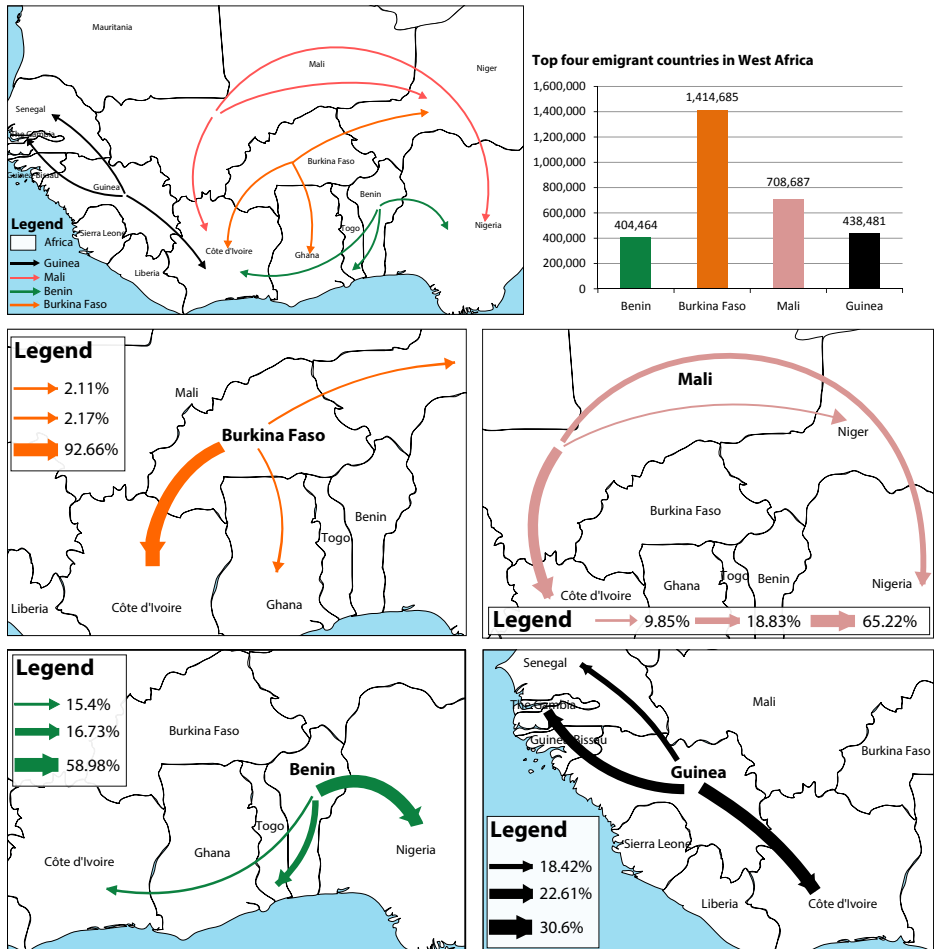 Mauritania
Mali
Niger
Senegal
The Gambia
Guinea-Bissau
Guinea
Burkina Faso
Benin
Sierra Leone
Togo
Nigeria
Côte d'Ivoire
Ghana
Liberia
Legend
Africa
Guinea
Mali
Benin
Burkina Faso
Top four emigrant countries in West Africa
1,600,000
1,400,000
1,200,000
1,000,000
800,000
600,000
400,000
200,000
0
404,464
1,414,685
708,687
438,481
Benin
Burkina Faso
Mali
Guinea
Legend
2.11%
2.17%
92.66%
Mali
Burkina Faso
Benin
Togo
Liberia
Côte d'Ivoire
Ghana
Mali
Niger
Burkina Faso
Togo
Benin
Ghana
Nigeria
Côte d'Ivoire
Legend 9.85% 18.83% 65.22%
Legend
15.4%
16.73%
58.98%
Burkina Faso
Benin
Togo
Ghana
Nigeria
Côte d'Ivoire
Senegal
Mali
The Gambia
Guinea-Bissau
Burkina Faso
Guinea
Sierra Leone
Liberia
Côte d'Ivoire
Legend
18.42%
22.61%
30.6%